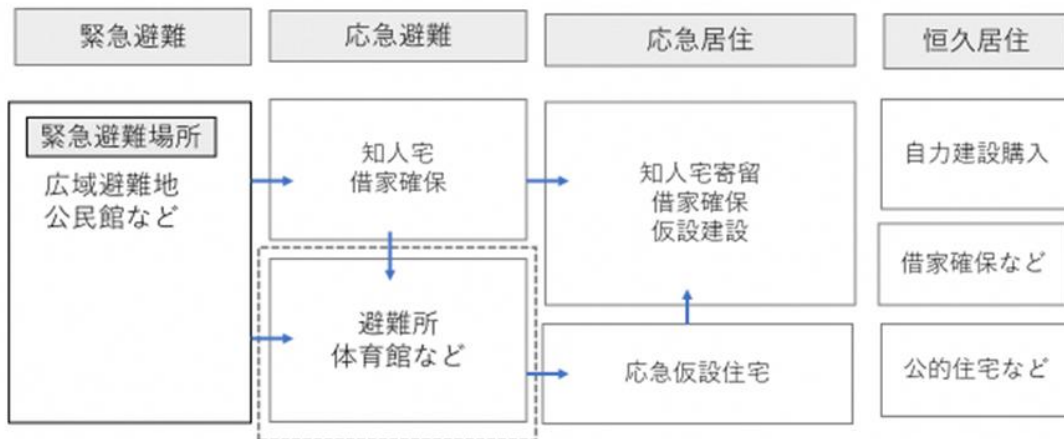 緊急避難
応急避難
応急居住
恒久居住
緊急避難場所
広域避難地
公民館など
知人宅
借家確保
避難所
体育館など
知人宅寄留
借家確保
仮設建設
応急仮設住宅
自力建設購入
借家確保など
公的住宅など